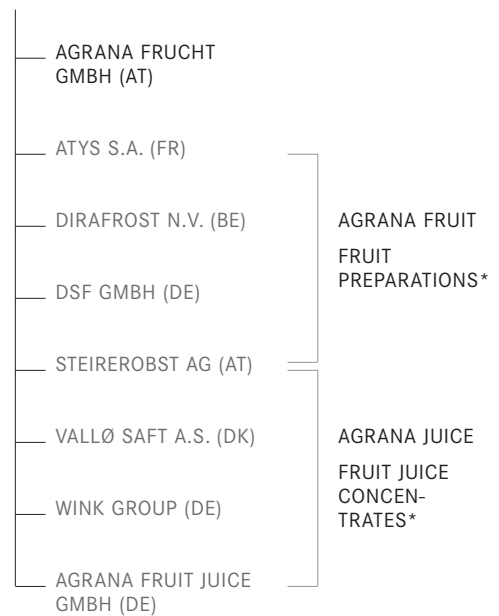 AGRANA FRUCHT
GMBH (AT)
ATYS S.A. (FR)
DIRAFROST N.V. (BE)
DSF GMBH (DE)
STEIREROBST AG (AT)
VALLØ SAFT A.S. (DK)
WINK GROUP (DE)
AGRANA FRUIT JUICE
GMBH (DE)
AGRANA FRUIT
FRUIT
PREPARATIONS*
AGRANA JUICE
FRUIT JUICE
CONCEN-
TRATES*